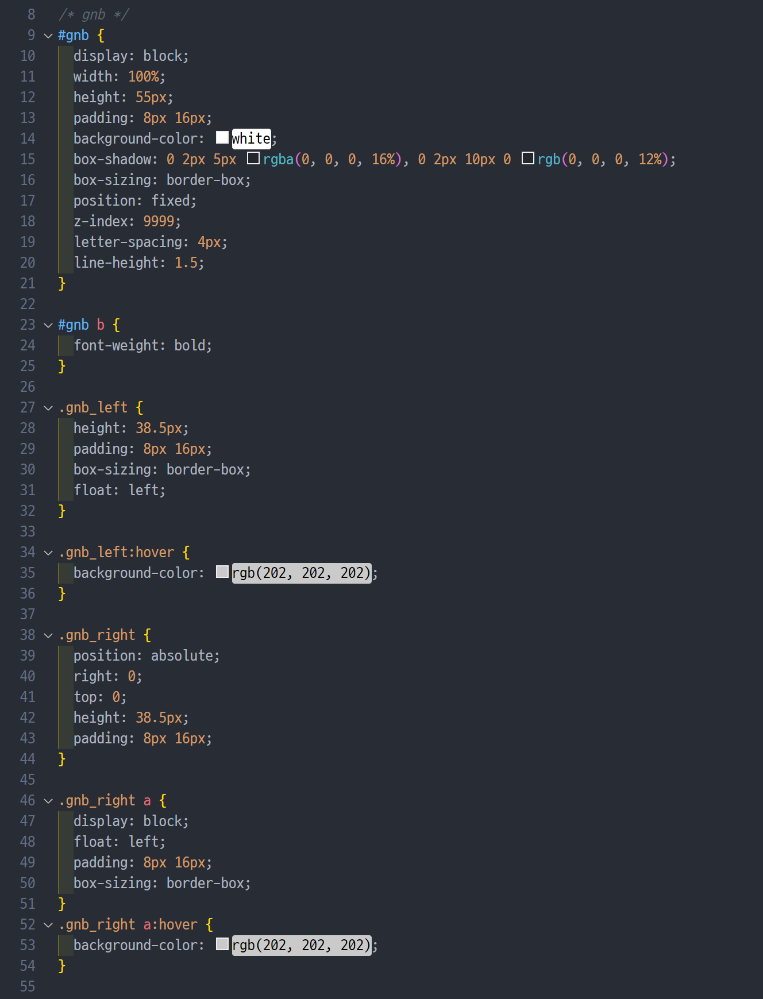 8 /* gnb */
9 #gnb {
10 display: block;
11 width: 100%;
12 height: 55px;
13 padding: 8px 16px;
14 background-color: white;
15 box-shadow: 0 2px 5px rgba(0, 0, 0, 16%), 0 2px 10px 0 rgb(0, 0, 0, 12%);
16 box-sizing: border-box;
17 position: fixed;
18 z-index: 9999;
19 letter-spacing: 4px;
20 line-height: 1.5;
21 }
22
23 #gnb b {
24 font-weight: bold;
25 }
26
27 .gnb_left {
28 height: 38.5px;
29 padding: 8px 16px;
30 box-sizing: border-box;
31 float: left;
32 }
33
34 .gnb_left:hover {
35 background-color: rgb(202, 202, 202);
36 }
37
38 .gnb_right {
39 position: absolute;
40 right: 0;
41 top: 0;
42 height: 38.5px;
43 padding: 8px 16px;
44 }
45
46 .gnb_right a {
47 display: block;
48 float: left;
49 padding: 8px 16px;
50 box-sizing: border-box;
51 }
52 .gnb_right a:hover {
53 background-color: rgb(202, 202, 202);
54 }
55